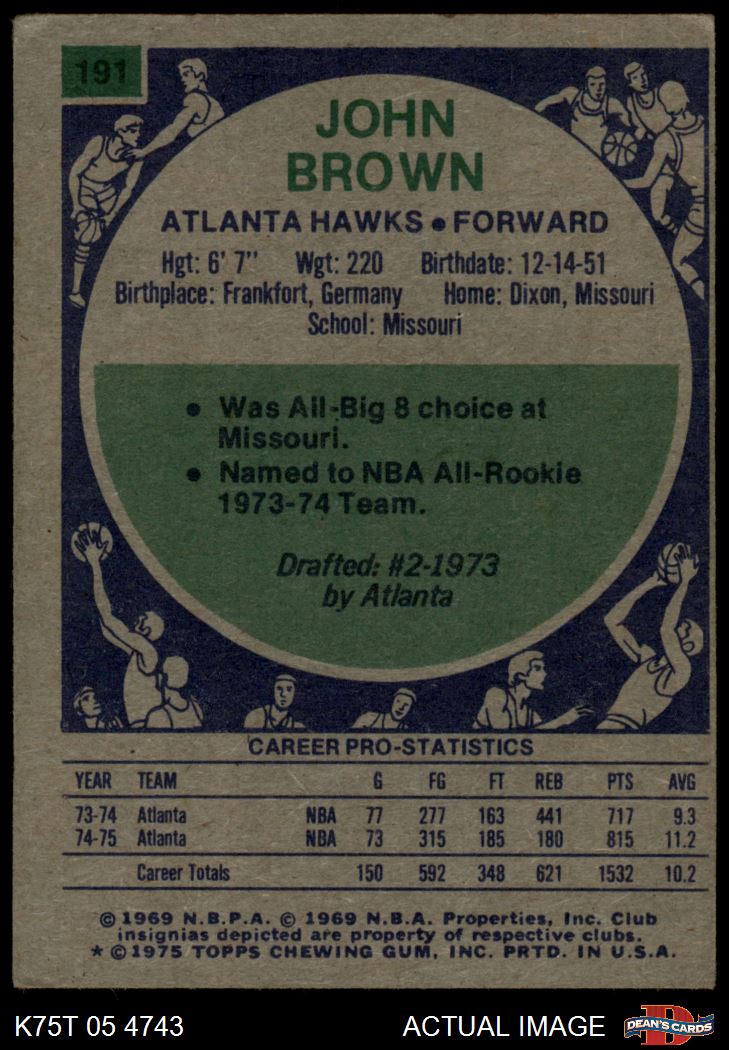 191
JOHN
BROWN
ATLANTA HAWKS • FORWARD
Hgt: 6' 7" Wgt: 220 Birthdate: 12-14-51
Birthplace: Frankfort, Germany Home: Dixon, Missouri
School: Missouri
• Was All-Big 8 choice at
Missouri.
• Named to NBA All-Rookie
1973-74 Team.
Drafted: #2-1973
by Atlanta
CAREER PRO-STATISTICS
YEAR TEAM G FG FT REB PTS AVG
73-74 Atlanta NBA 77 277 163 441 717 9.3
74-75 Atlanta NBA 73 315 185 180 815 11.2
Career Totals 150 592 348 621 1532 10.2
© 1969 N.B.P.A. © 1969 N.B.A. Properties, Inc. Club
insignias depicted are property of respective clubs.
* © 1975 TOPPS CHEWING GUM, INC. PRTD. IN U.S.A.
K75T 05 4743 ACTUAL IMAGE
D
DEAN'S CARDS